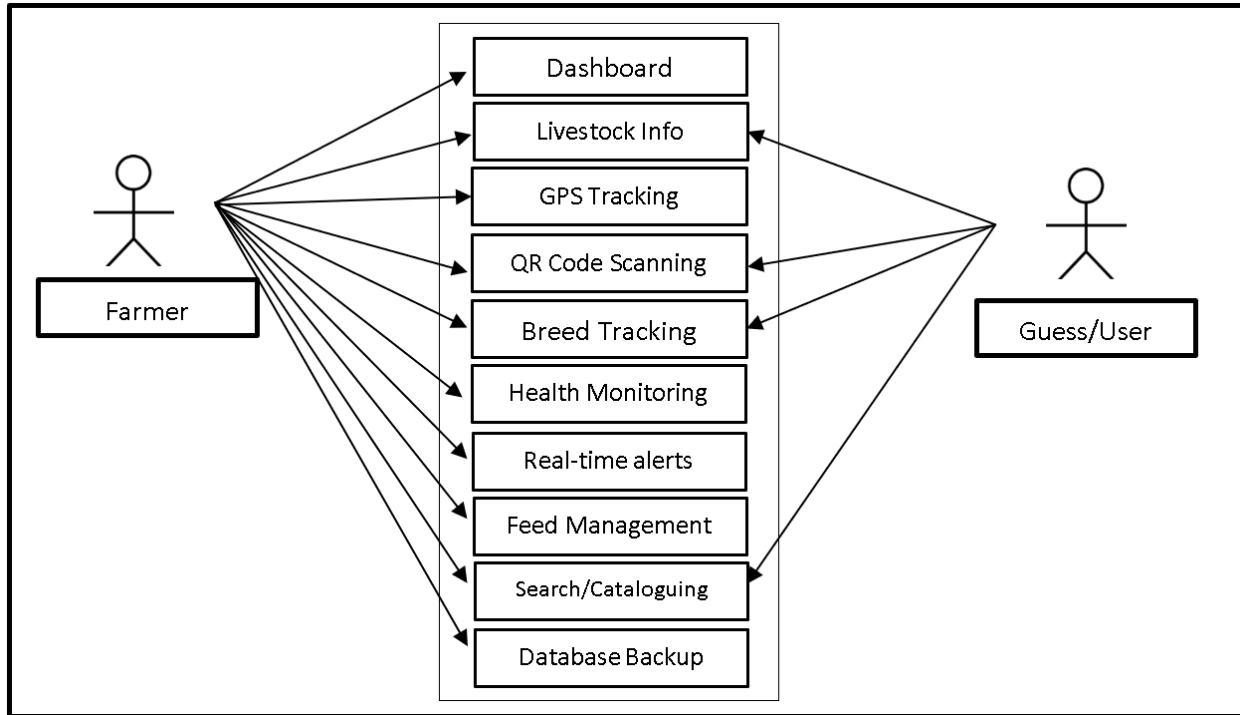 Dashboard
Livestock Info
GPS Tracking
QR Code Scanning
Breed Tracking
Health Monitoring
Real-time alerts
Feed Management
Search/Cataloguing
Database Backup
Farmer
Guess/User